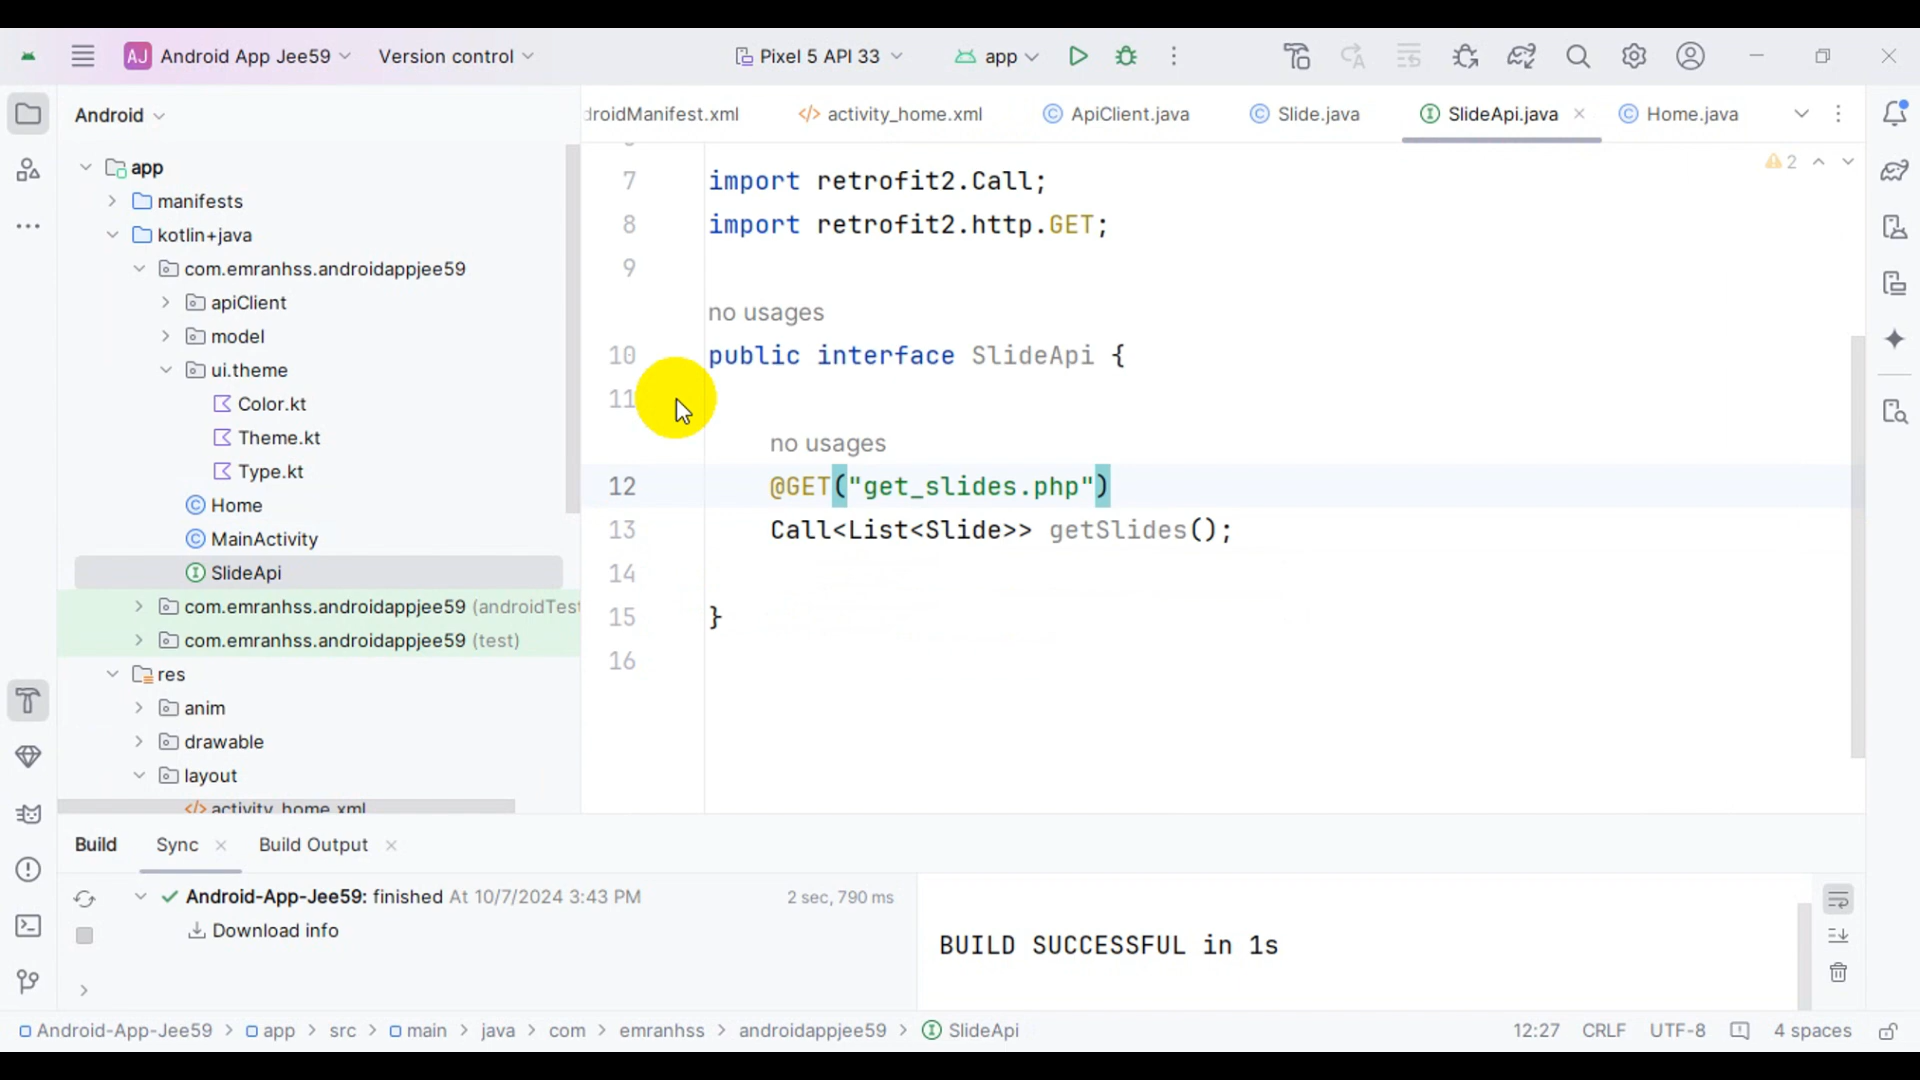 AJ Android App Jee59 Version control Pixel 5 API 33 app
Android
droidManifest.xml </> activity_home.xml ApiClient.java Slide.java SlideApi.java Home.java
app
manifests
kotlin+java
com.emranhss.androidappjee59
apiClient
model
ui.theme
Color.kt
Theme.kt
Type.kt
Home
MainActivity
SlideApi
com.emranhss.androidappjee59 (androidTest
com.emranhss.androidappjee59 (test)
res
anim
drawable
layout
</> activity_home.xml
2
7 import retrofit2.Call;
8 import retrofit2.http.GET;
9
no usages
10 public interface SlideApi {
11
no usages
12 @GET("get_slides.php")
13 Call<List<Slide>> getSlides();
14
15 }
16
Build Sync Build Output
Android-App-Jee59: finished At 10/7/2024 3:43 PM 2 sec, 790 ms
Download info
BUILD SUCCESSFUL in 1s
Android-App-Jee59 > app > src > main > java > com > emranhss > androidappjee59 > SlideApi 12:27 CRLF UTF-8 4 spaces